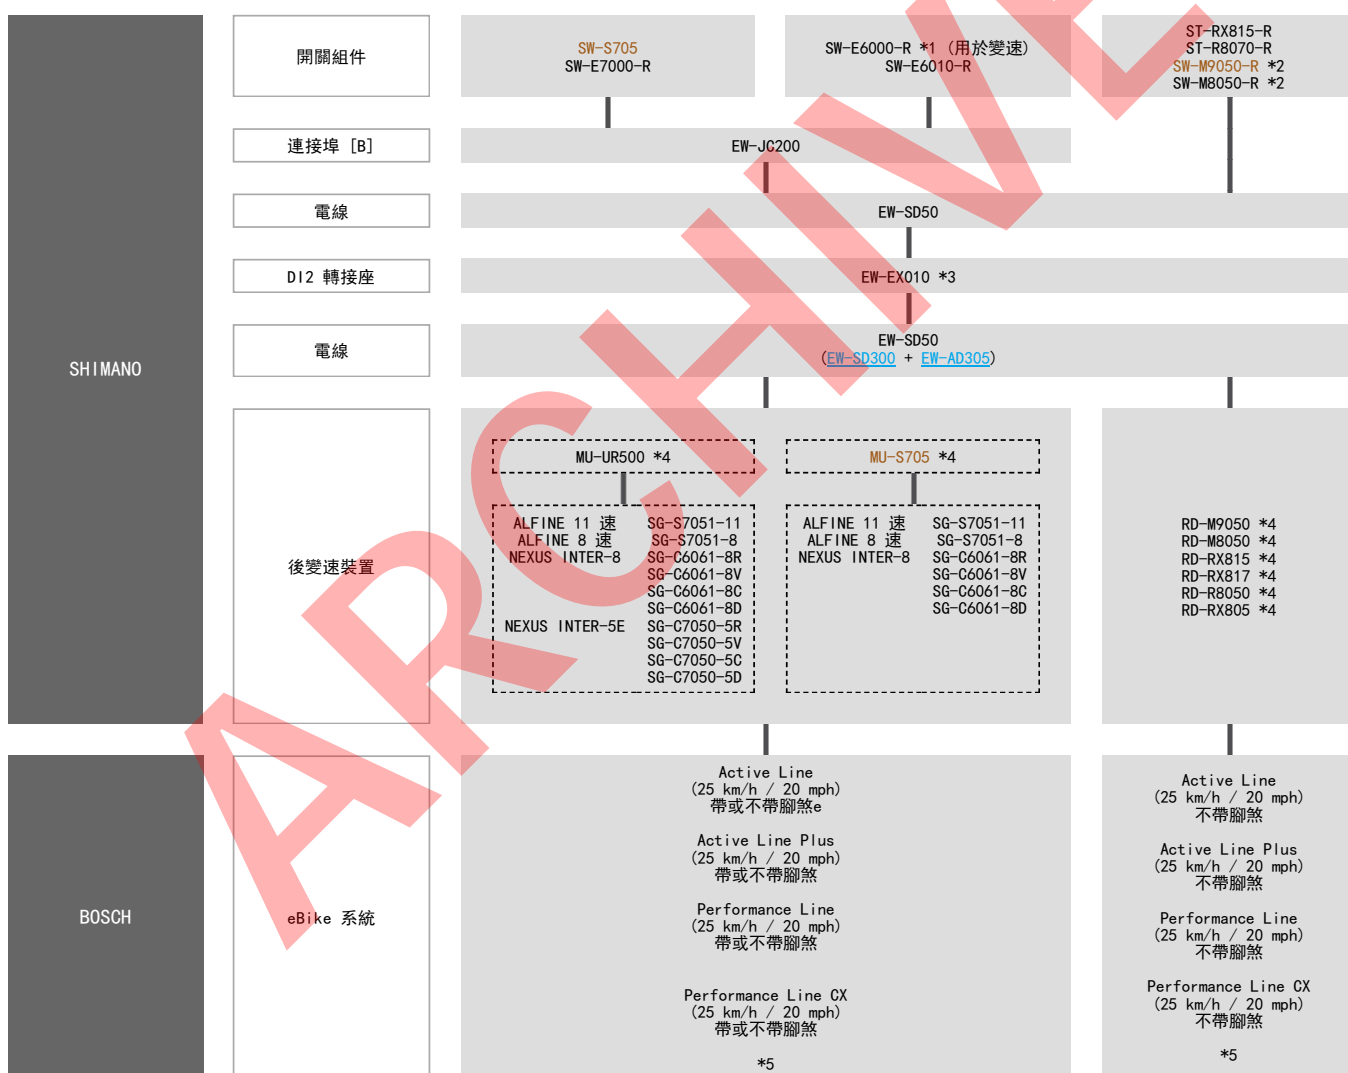 SHIMANO
開關組件
SW-S705
SW-E7000-R
SW-E6000-R *1 (用於變速)
SW-E6010-R
ST-RX815-R
ST-R8070-R
SW-M9050-R *2
SW-M8050-R *2
連接埠 [B]
EW-JC200
電線
EW-SD50
DI2 轉接座
EW-EX010 *3
電線
EW-SD50
(EW-SD300 + EW-AD305)
後變速裝置
MU-UR500 *4
ALFINE 11 速 SG-S7051-11
ALFINE 8 速 SG-S7051-8
NEXUS INTER-8 SG-C6061-8R
SG-C6061-8V
SG-C6061-8C
SG-C6061-8D
NEXUS INTER-5E SG-C7050-5R
SG-C7050-5V
SG-C7050-5C
SG-C7050-5D
MU-S705 *4
ALFINE 11 速 SG-S7051-11
ALFINE 8 速 SG-S7051-8
NEXUS INTER-8 SG-C6061-8R
SG-C6061-8V
SG-C6061-8C
SG-C6061-8D
RD-M9050 *4
RD-M8050 *4
RD-RX815 *4
RD-RX817 *4
RD-R8050 *4
RD-RX805 *4
BOSCH
eBike 系統
Active Line
(25 km/h / 20 mph)
帶或不帶腳煞e
Active Line Plus
(25 km/h / 20 mph)
帶或不帶腳煞
Performance Line
(25 km/h / 20 mph)
帶或不帶腳煞
Performance Line CX
(25 km/h / 20 mph)
帶或不帶腳煞
*5
Active Line
(25 km/h / 20 mph)
不帶腳煞
Active Line Plus
(25 km/h / 20 mph)
不帶腳煞
Performance Line
(25 km/h / 20 mph)
不帶腳煞
Performance Line CX
(25 km/h / 20 mph)
不帶腳煞
*5
ARCHIVE